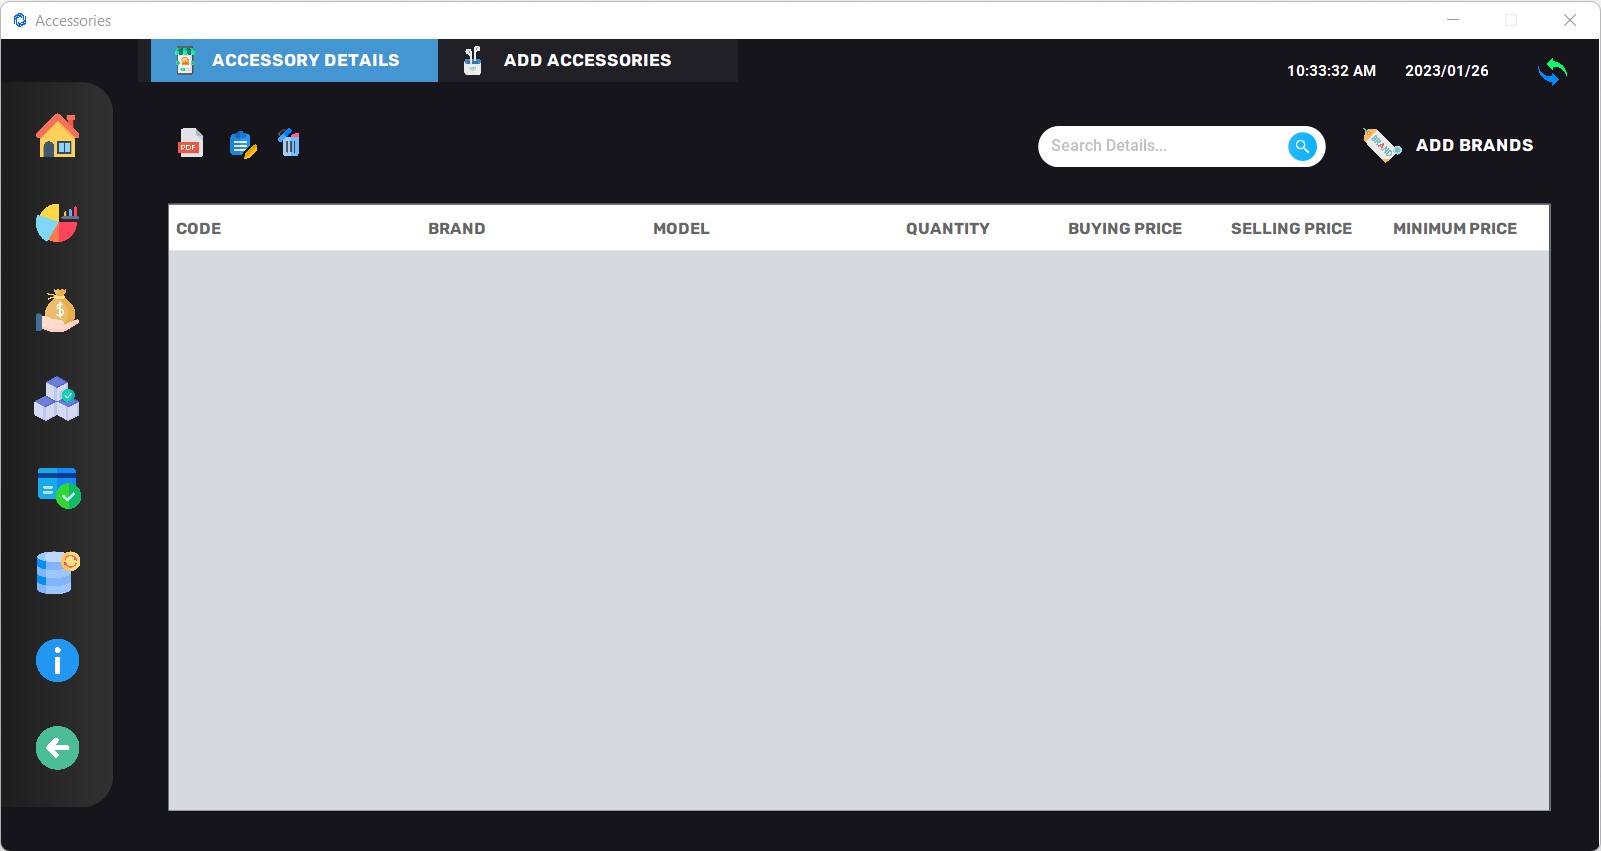 Accessories
ACCESSORY DETAILS
ADD ACCESSORIES
10:33:32 AM
2023/01/26
PDF
Search Details...
BRAND
ADD BRANDS
CODE
BRAND
MODEL
QUANTITY
BUYING PRICE
SELLING PRICE
MINIMUM PRICE